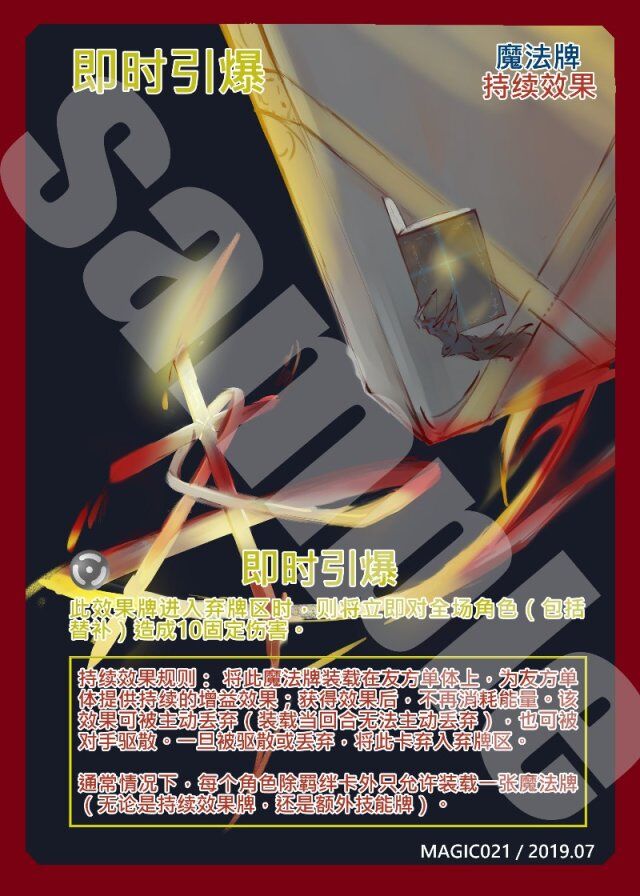 即时引爆
魔法牌
持续效果
sample
即时引爆
此效果牌进入弃牌区时，则将立即对全场角色（包括
替补）造成10固定伤害。
持续效果规则：将此魔法牌装载在友方单体上，为友方单
体提供持续的增益效果；获得效果后，不再消耗能量。该
效果可被主动丢弃（装载当回合无法主动丢弃），也可被
对手驱散。一旦被驱散或丢弃，将此卡弃入弃牌区。
通常情况下，每个角色除羁绊卡外只允许装载一张魔法牌
（无论是持续效果牌，还是额外技能牌）。
MAGIC021 / 2019.07